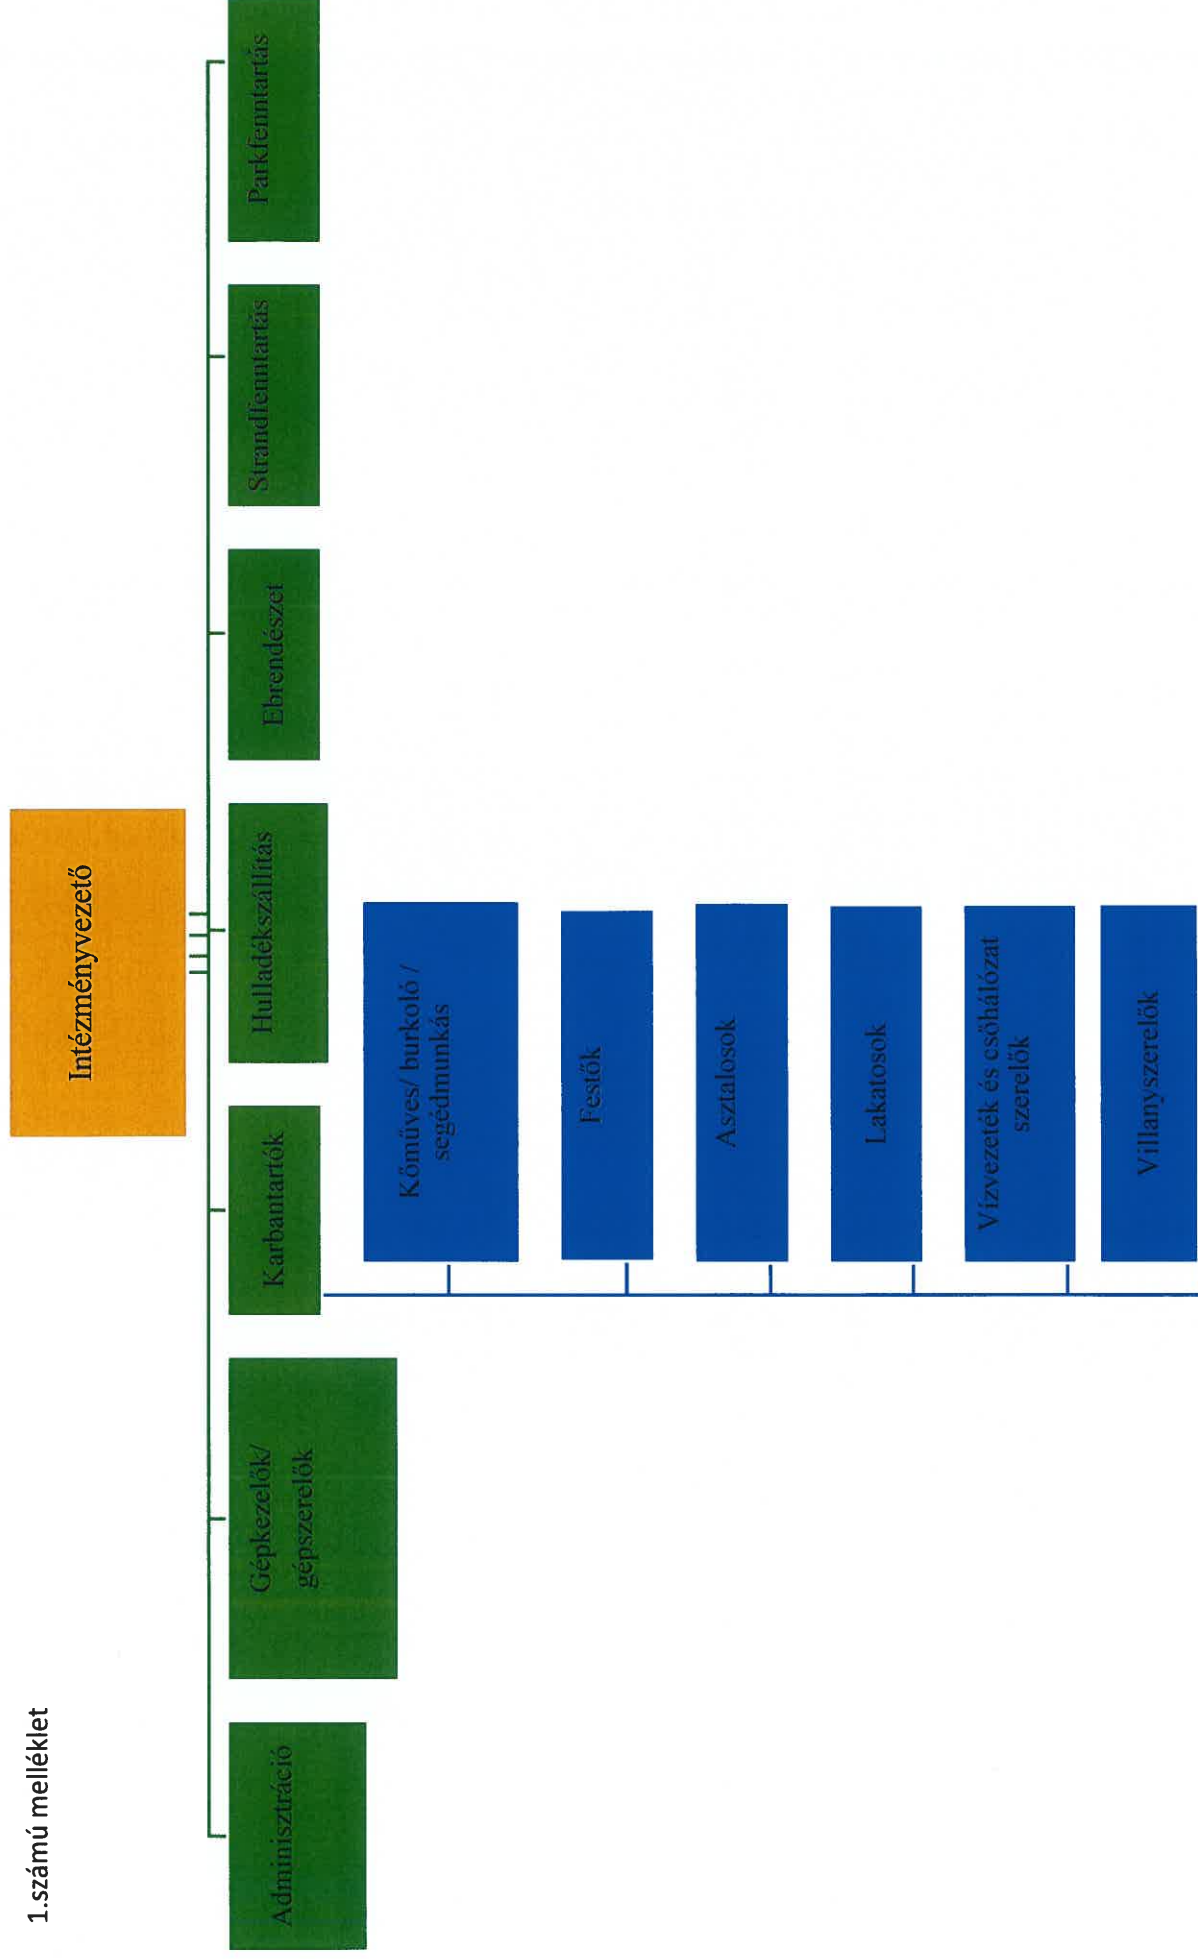 1.számú melléklet
Intézményvezető
Adminisztráció
Gépkezelők/
gépszerelők
Karbantartók
Hulladékszállítás
Ebrendészet
Strandfenntartás
Parkfenntartás
Kőműves/ burkoló /
segédmunkás
Festők
Asztalosok
Lakatosok
Vízvezeték és csőhálózat
szerelők
Villanyszerelők